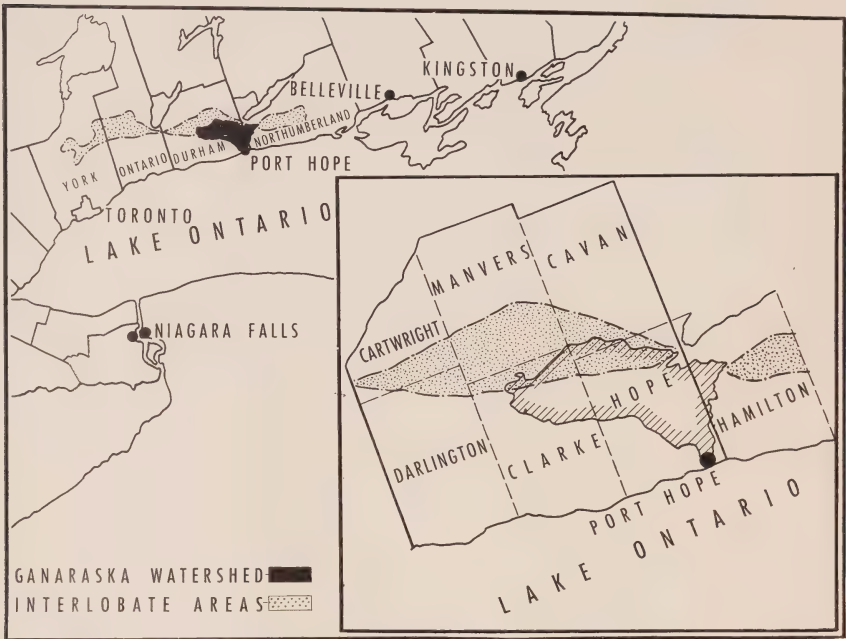 KINGSTON
BELLEVILLE
NORTHUMBERLAND
DURHAM
ONTARIO
YORK
PORT HOPE
TORONTO
LAKE ONTARIO
NIAGARA FALLS
GANARASKA WATERSHED
INTERLOBATE AREAS
CAVAN
MANVERS
CARTWRIGHT
HOPE
HAMILTON
CLARKE
DARLINGTON
PORT HOPE
LAKE ONTARIO